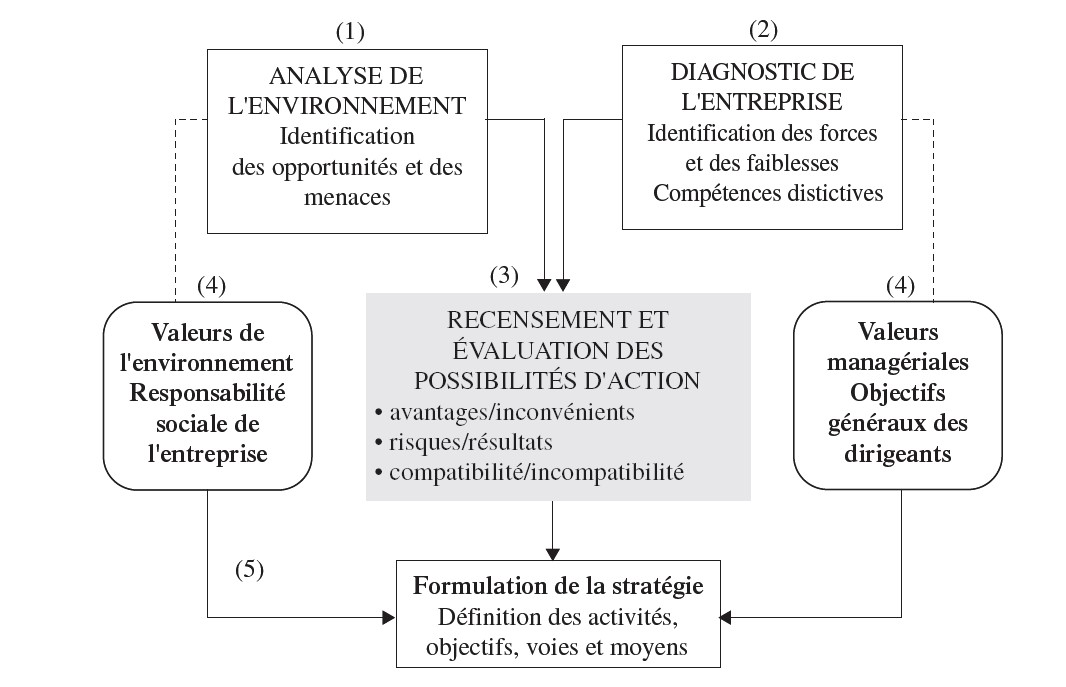 (1)
ANALYSE DE
L'ENVIRONNEMENT
Identification
des opportunités et des
menaces
(2)
DIAGNOSTIC DE
L'ENTREPRISE
Identification des forces
et des faiblesses
Compétences distictives
(3)
RECENSEMENT ET
ÉVALUATION DES
POSSIBILITÉS D'ACTION
• avantages/inconvénients
• risques/résultats
• compatibilité/incompatibilité
(4)
Valeurs de
l'environnement
Responsabilité
sociale de
l'entreprise
(4)
Valeurs
managériales
Objectifs
généraux des
dirigeants
(5)
Formulation de la stratégie
Définition des activités,
objectifs, voies et moyens